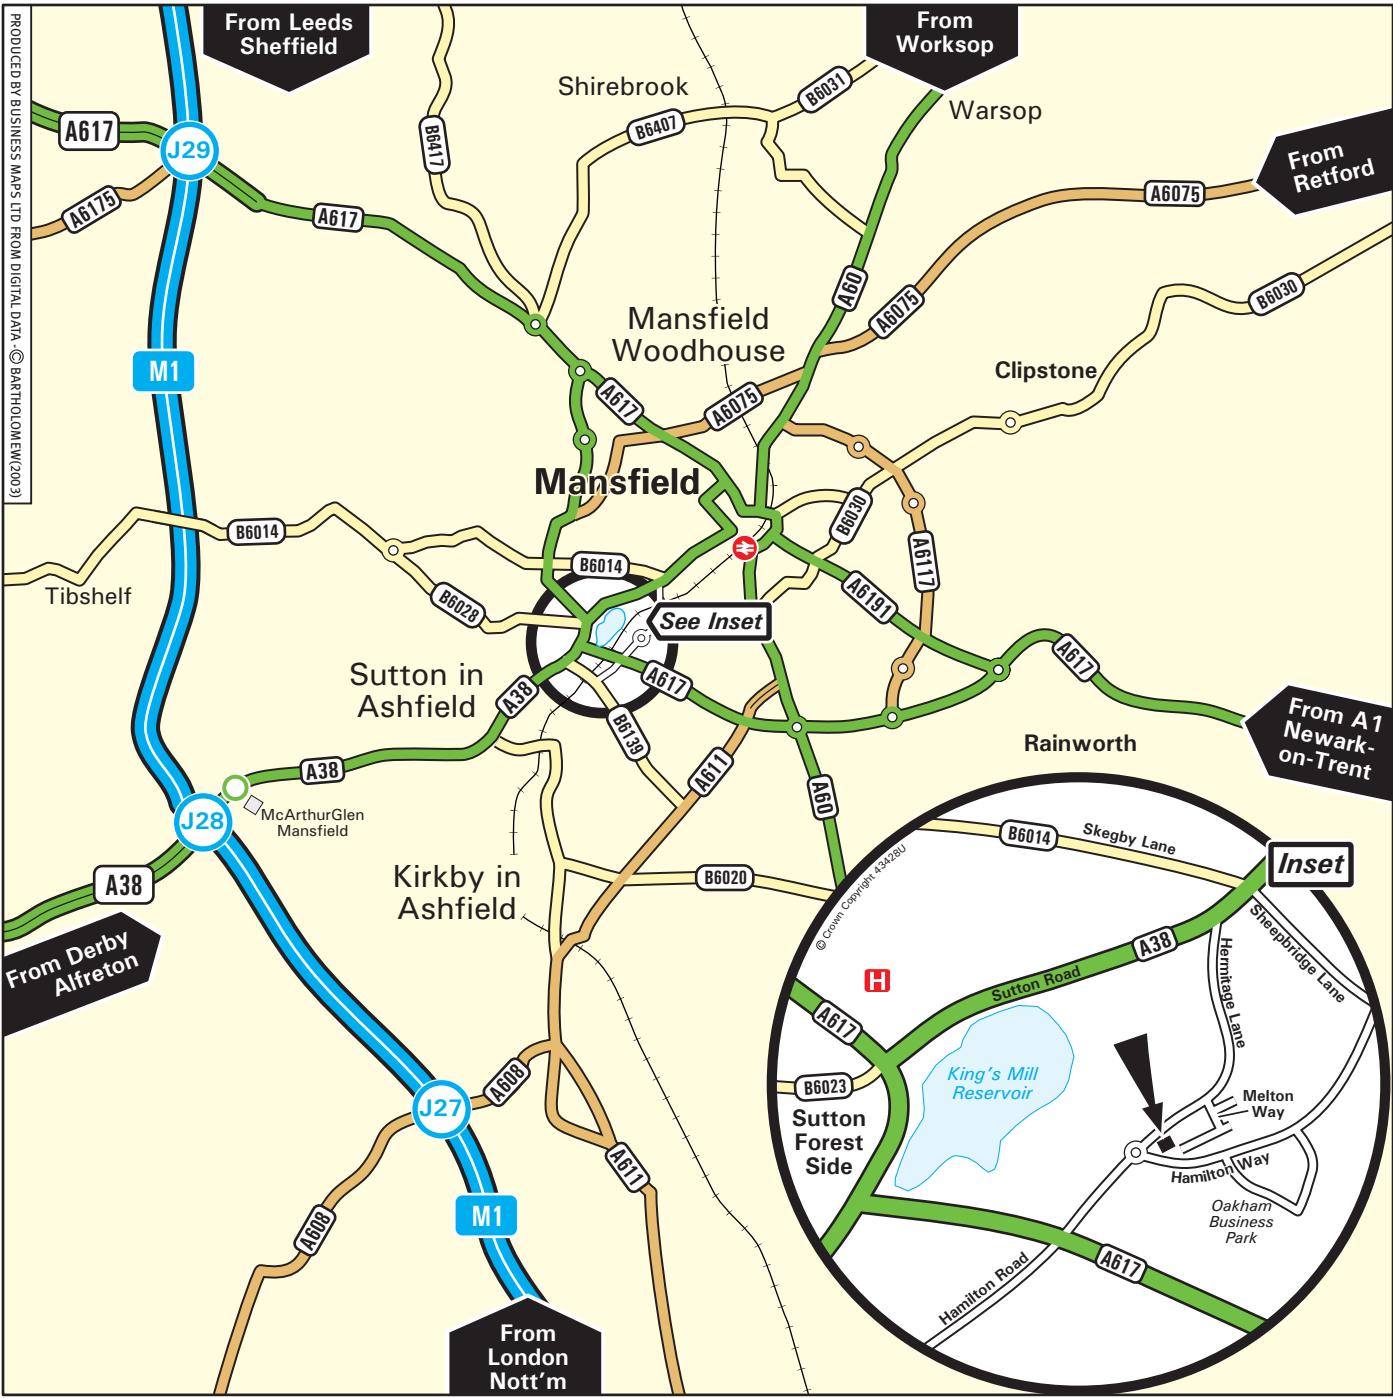 From Leeds
Sheffield
From
Worksop
PRODUCED BY BUSINESS MAPS LTD FROM DIGITAL DATA - © BARTHOLOMEW(2003)
Shirebrook
B6031
Warsop
A617
B6407
B6417
J29
From
Retford
A6175
A6075
A617
A60
B6030
A6075
Mansfield
Woodhouse
M1
Clipstone
A617
A6075
Mansfield
B6030
B6014
A6117
B6014
Tibshelf
B6028
A6191
See Inset
Sutton in
Ashfield
A38
A617
A617
B6139
From A1
Newark-
on-Trent
Rainworth
A38
A611
A60
McArthurGlen
Mansfield
J28
A38
Kirkby in
Ashfield
B6020
From Derby
Alfreton
A608
J27
A611
M1
A608
From
London
Nott'm
Inset
B6014
Skegby Lane
© Crown Copyright 43428U
Sheepbridge Lane
A38
Hermitage Lane
H
Sutton Road
A617
King's Mill
Reservoir
B6023
Melton
Way
Sutton
Forest
Side
Hamilton Way
Oakham
Business
Park
A617
Hamilton Road